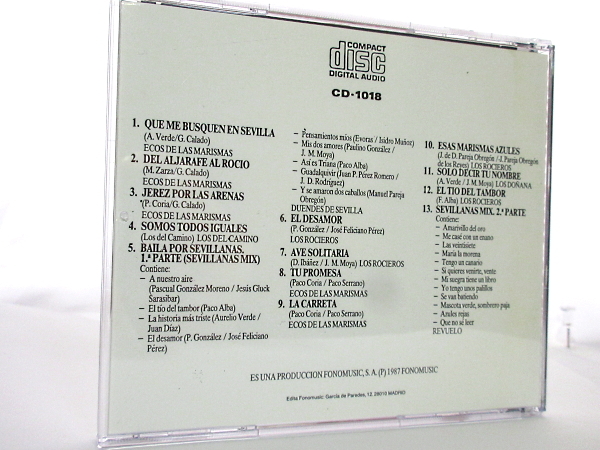 COMPACT
disc
DIGITAL AUDIO
CD-1018
1. QUE ME BUSQUEN EN SEVILLA
(A. Verde/G. Calado)
ECOS DE LAS MARISMAS
2. DEL ALJARAFE AL ROCIO
(M. Zarza/G. Calado)
ECOS DE LAS MARISMAS
3. JEREZ POR LAS ARENAS
(P. Coria/G. Calado)
ECOS DE LAS MARISMAS
4. SOMOS TODOS IGUALES
(Los del Camino) LOS DEL CAMINO
5. BAILA POR SEVILLANAS.
1.ª PARTE (SEVILLANAS MIX)
Contiene:
– A nuestro aire
(Pascual González Moreno / Jesús Gluck
Sarasibar)
– El tío del tambor (Paco Alba)
– La historia más triste (Aurelio Verde /
Juan Díaz)
– El desamor (P. González / José Feliciano
Pérez)
– Pensamientos míos (Evoras / Isidro Muñoz)
– Mis dos amores (Paulino González /
J. M. Moya)
– Así es Triana (Paco Alba)
– Guadalquivir (Juan P. Pérez Romero /
J. D. Rodríguez)
– Y se amaron dos caballos (Manuel Pareja
Obregón)
DUENDES DE SEVILLA
6. EL DESAMOR
(P. González / José Feliciano Pérez)
LOS ROCIEROS
7. AVE SOLITARIA
(D. Ibáñez / J. M. Moya) LOS ROCIEROS
8. TU PROMESA
(Paco Coria / Paco Serrano)
ECOS DE LAS MARISMAS
9. LA CARRETA
(Paco Coria / Paco Serrano)
ECOS DE LAS MARISMAS
10. ESAS MARISMAS AZULES
(J. de D. Pareja Obregón / J. Pareja Obregón
de los Reyes) LOS ROCIEROS
11. SOLO DECIR TU NOMBRE
(A. Verde / J. M. Moya) LOS DOÑANA
12. EL TIO DEL TAMBOR
(F. Alba) LOS ROCIEROS
13. SEVILLANAS MIX. 2.ª PARTE
Contiene:
– Amarillo del oro
– Me casé con un enano
– Las veintisiete
– María la morena
– Tengo un canario
– Si quieres venirte, vente
– Mi suegra tiene un libro
– Yo tengo unos palillos
– Se van batiendo
– Mascota verde, sombrero paja
– Azules rejas
– Que no sé leer
REVUELO
ES UNA PRODUCCION FONOMUSIC, S. A. (P) 1987 FONOMUSIC
Edita Fonomusic: García de Paredes, 12. 28010 MADRID